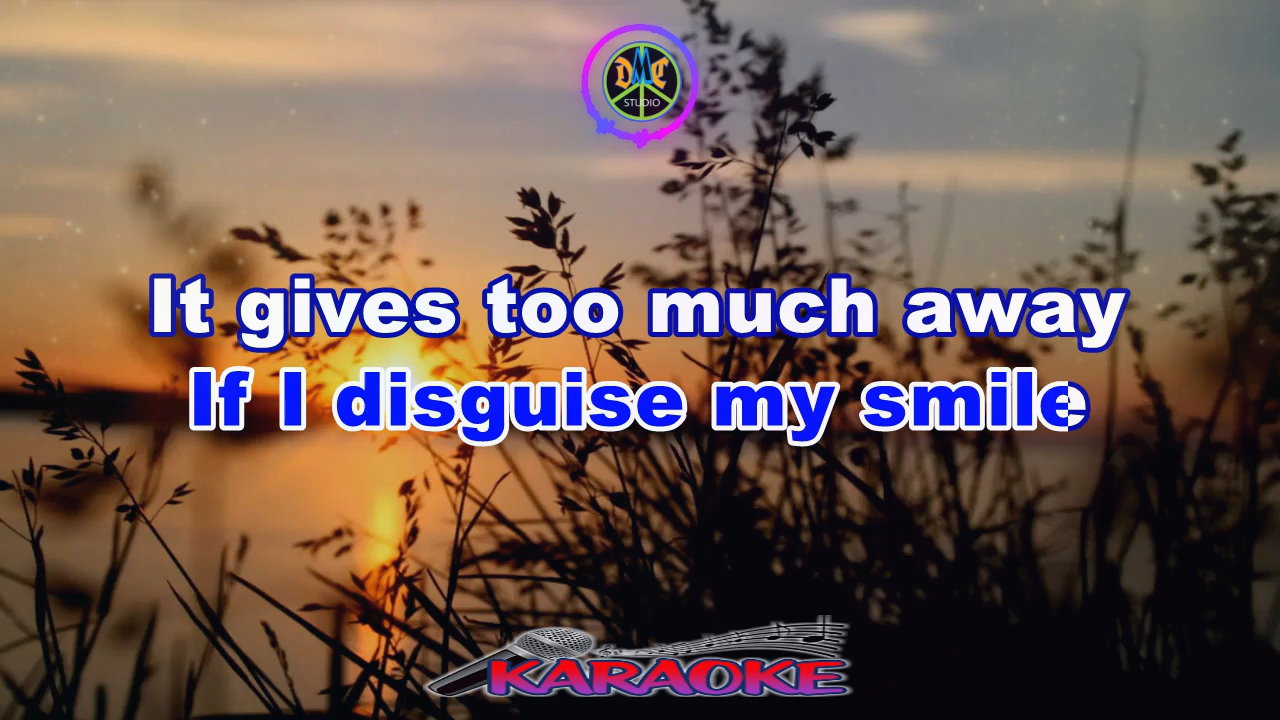 DMC
STUDIO
It gives too much away
If I disguise my smile
KARAOKE